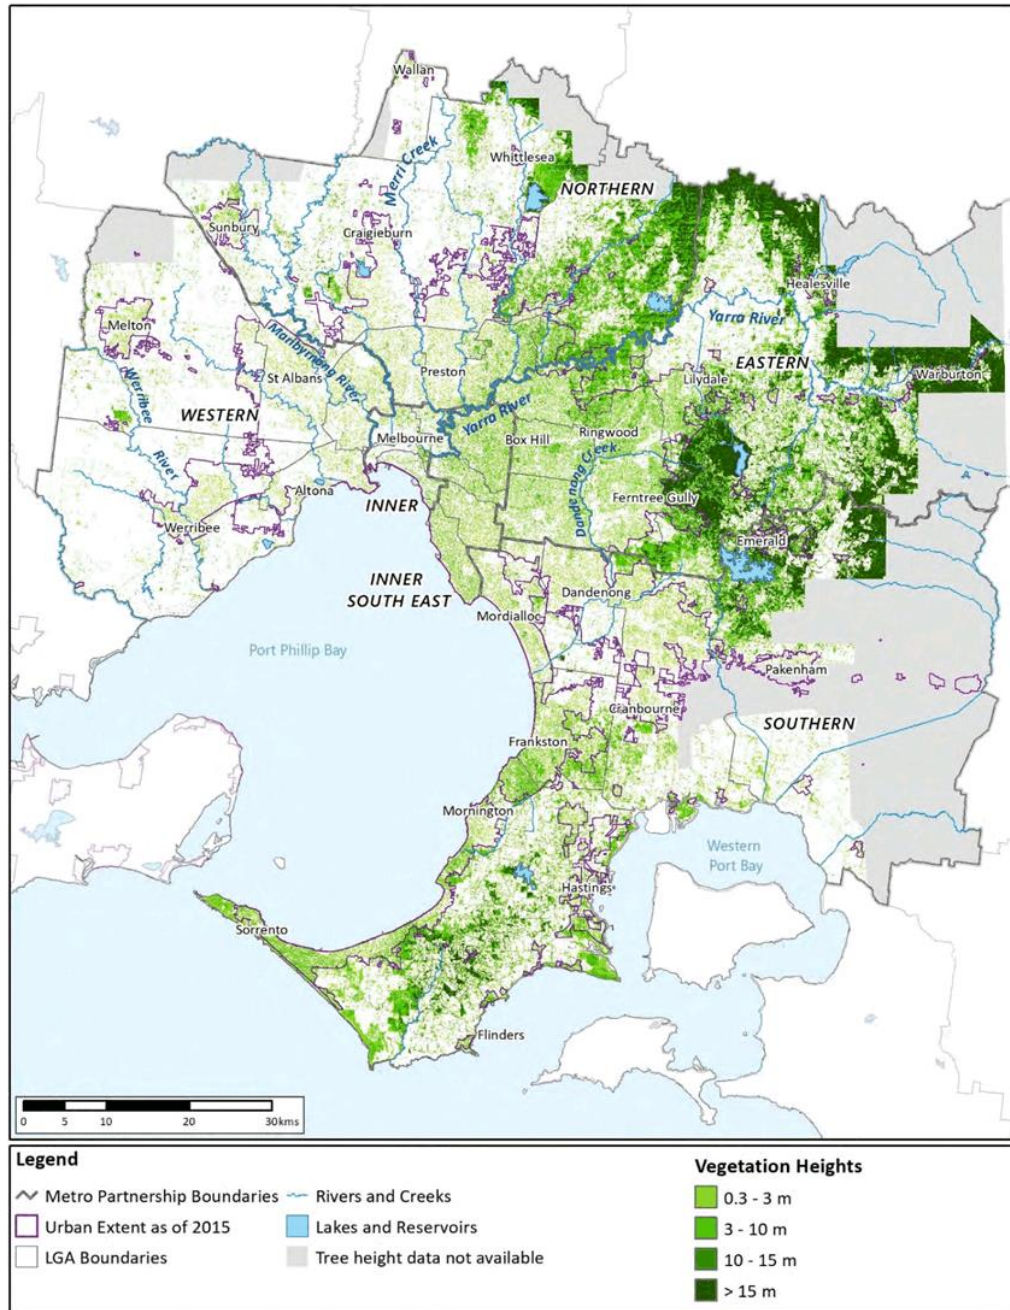 Wallan
Merri Creek
Whittlesea
NORTHERN
Sunbury
Craigieburn
Healesville
Yarra River
Melton
Maribyrnong River
EASTERN
Preston
Warburton
St Albans
Lilydale
Werribee
River
WESTERN
Yarra River
Melbourne
Box Hill
Ringwood
Dandenong Creek
Altona
Ferntree Gully
INNER
Werribee
Emerald
INNER
SOUTH EAST
Dandenong
Mordialloc
Port Phillip Bay
Pakenham
Cranbourne
SOUTHERN
Frankston
Mornington
Western
Port Bay
Hastings
Sorrento
Flinders
0 5 10 20 30kms
Legend
Metro Partnership Boundaries
Urban Extent as of 2015
LGA Boundaries
Rivers and Creeks
Lakes and Reservoirs
Tree height data not available
Vegetation Heights
0.3 - 3 m
3 - 10 m
10 - 15 m
> 15 m